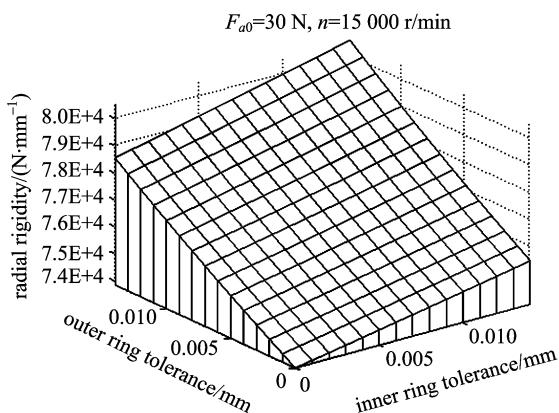 Fa0=30 N, n=15 000 r/min
radial rigidity/(N·mm⁻¹)
8.0E+4
7.9E+4
7.8E+4
7.7E+4
7.6E+4
7.5E+4
7.4E+4
0.010
0.005
0
outer ring tolerance/mm
0
0.005
0.010
inner ring tolerance/mm